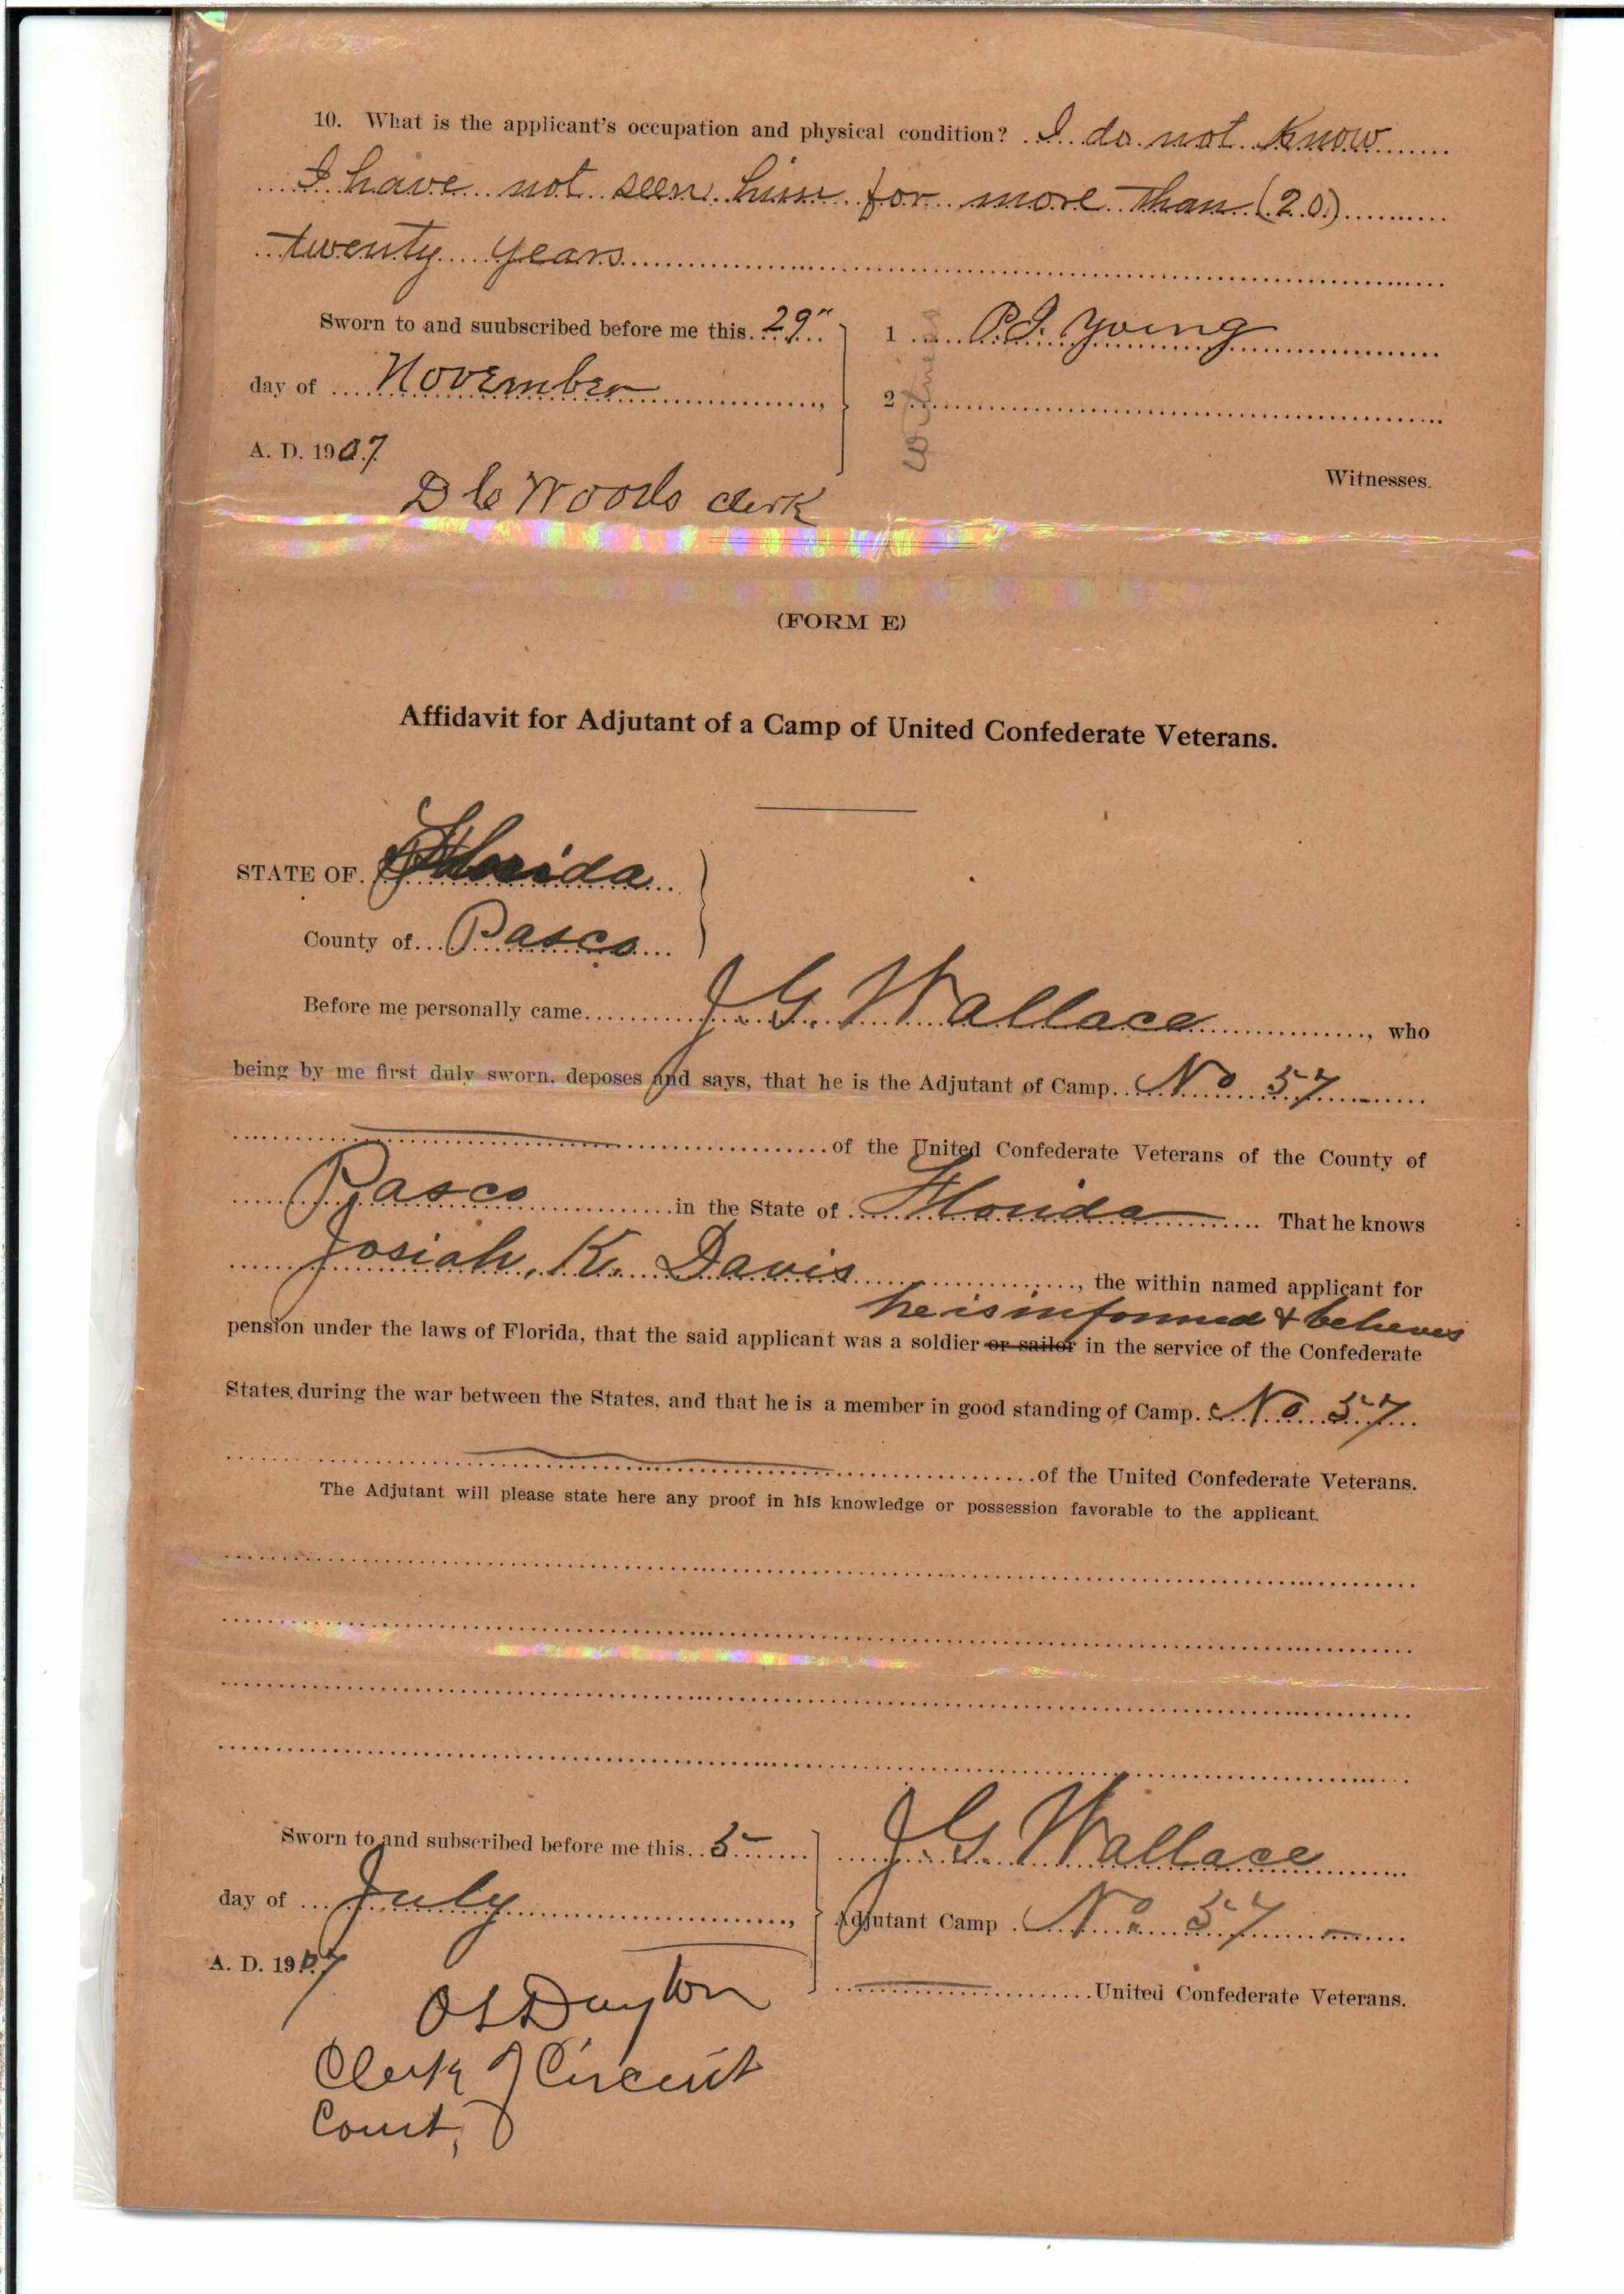 10. What is the applicant's occupation and physical condition? I do not know
I have not seen him for more than (20)
twenty years
Sworn to and suubscribed before me this 29"
1 P.I. Young
day of November,
2
Witness
A. D. 1907
Witnesses.
D C Woods clerk
(FORM E)
Affidavit for Adjutant of a Camp of United Confederate Veterans.
STATE OF Florida
County of Pasco
Before me personally came J. G. Wallace, who
being by me first duly sworn, deposes and says, that he is the Adjutant of Camp No 57
of the United Confederate Veterans of the County of
Pasco in the State of Florida That he knows
Josiah. K. Davis, the within named applicant for
he is informed & believes
pension under the laws of Florida, that the said applicant was a soldier or sailor in the service of the Confederate
States, during the war between the States, and that he is a member in good standing of Camp No 57
of the United Confederate Veterans.
The Adjutant will please state here any proof in his knowledge or possession favorable to the applicant.
Sworn to and subscribed before me this 5
J. G. Wallace
day of July,
Adjutant Camp No. 57
A. D. 1907
United Confederate Veterans.
O L Dayton
Clerk of Circuit
Court,